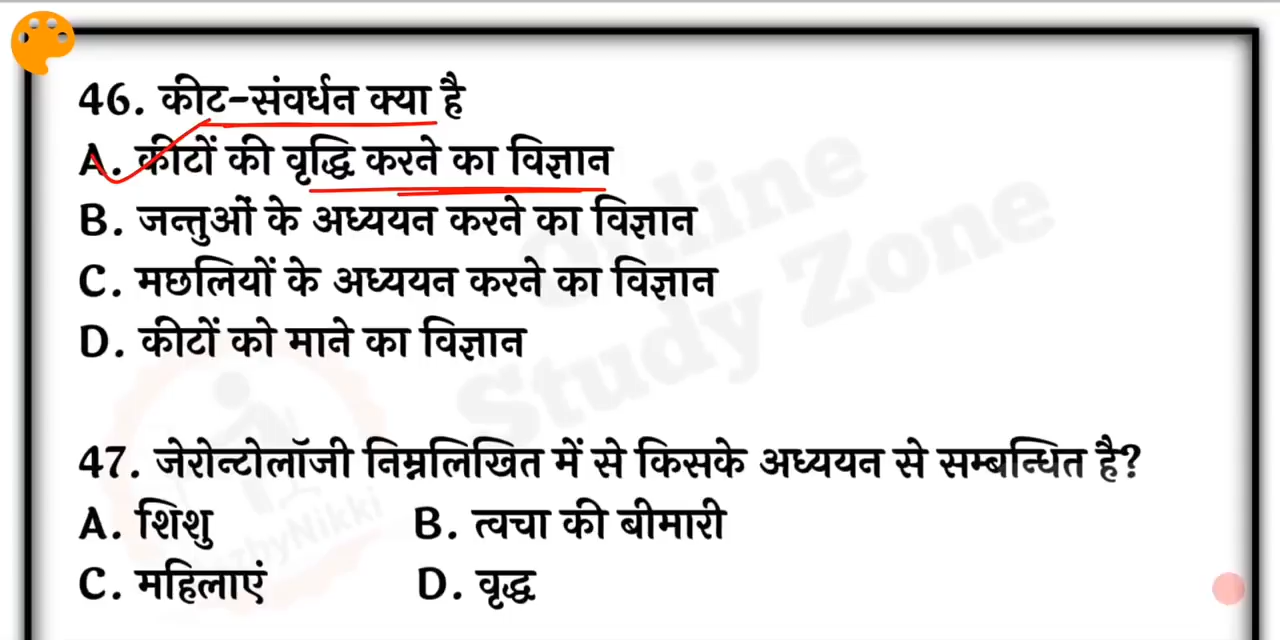 46. कीट-संवर्धन क्या है
A. कीटों की वृद्धि करने का विज्ञान
B. जन्तुओं के अध्ययन करने का विज्ञान
C. मछलियों के अध्ययन करने का विज्ञान
D. कीटों को माने का विज्ञान
47. जेरोन्टोलॉजी निम्नलिखित में से किसके अध्ययन से सम्बन्धित है?
A. शिशु B. त्वचा की बीमारी
C. महिलाएं D. वृद्ध
Online
Study Zone